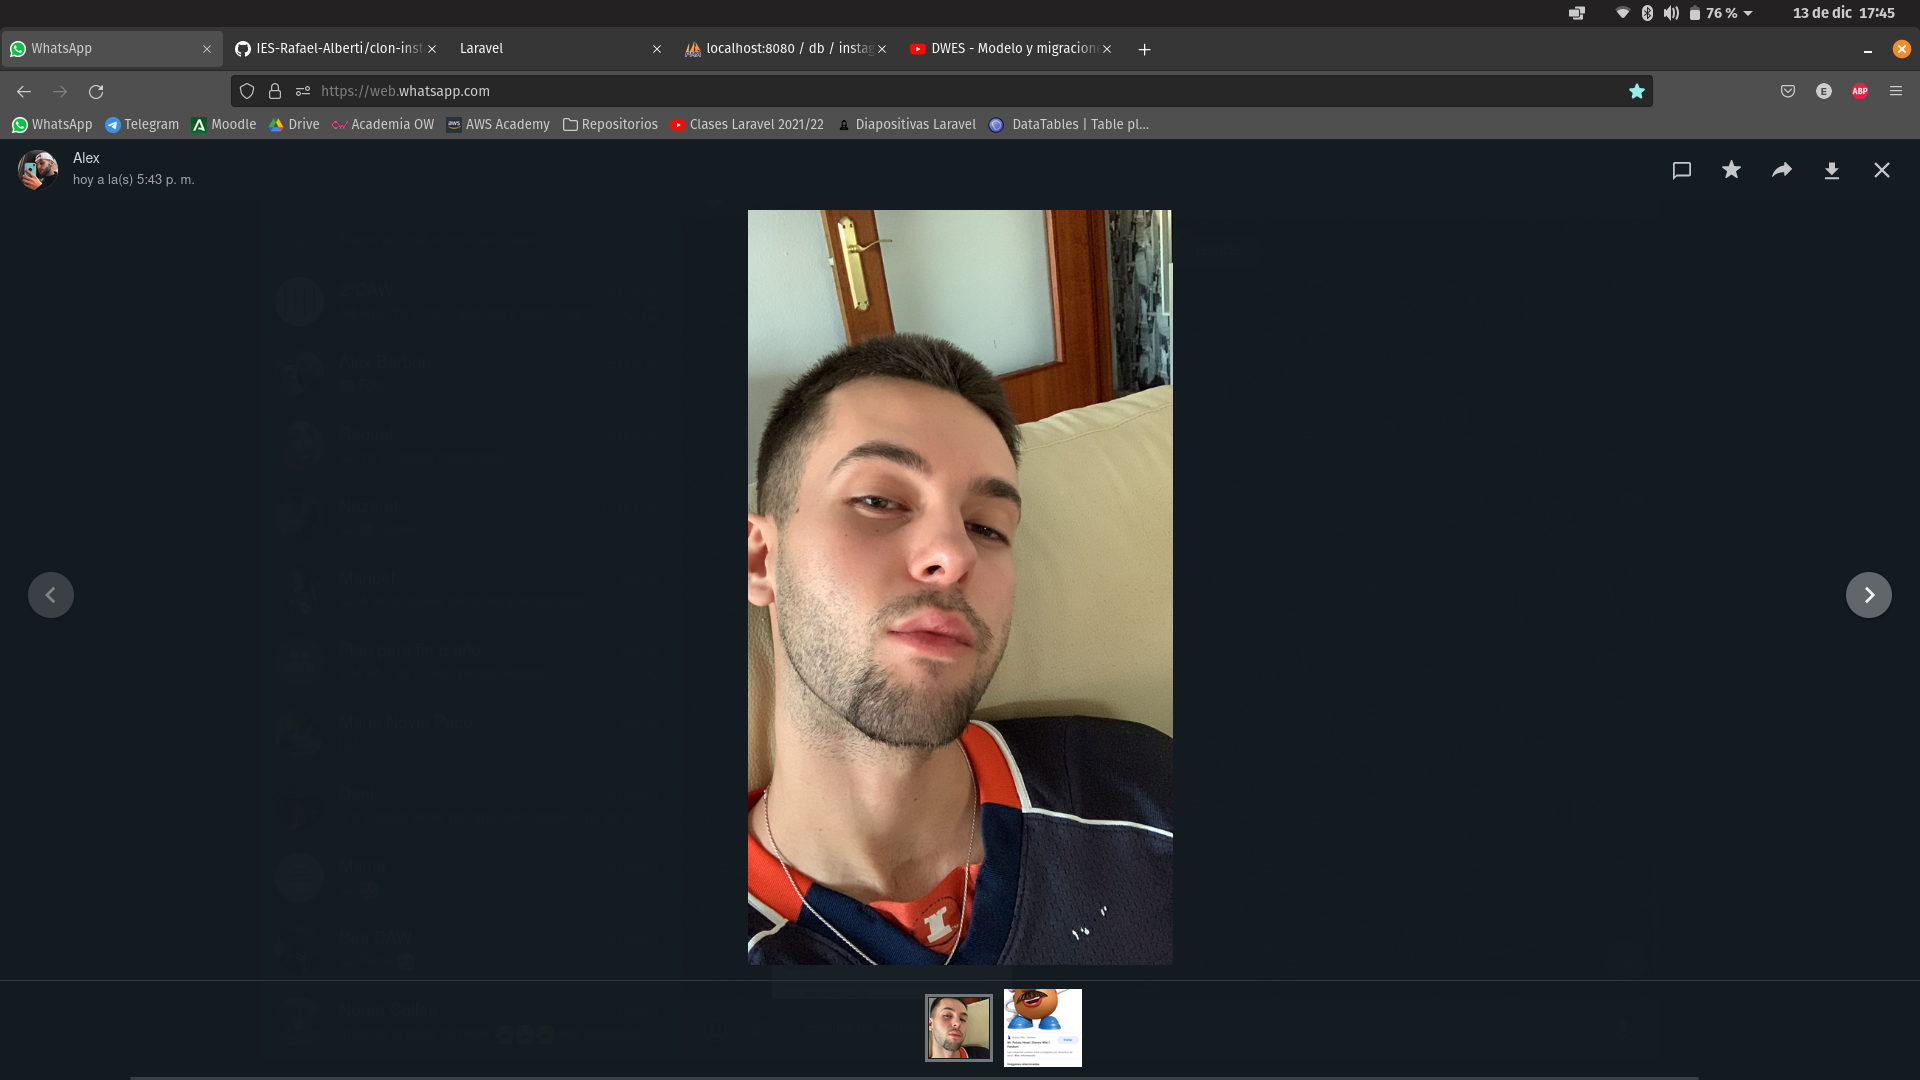 76 %
13 de dic 17:45
WhatsApp
IES-Rafael-Alberti/clon-inst
Laravel
localhost:8080 / db / instag
DWES - Modelo y migracion
https://web.whatsapp.com
E
ABP
WhatsApp
Telegram
Moodle
Drive
Academia OW
aws
AWS Academy
Repositorios
Clases Laravel 2021/22
Diapositivas Laravel
DataTables | Table pl...
Alex
hoy a la(s) 5:43 p. m.